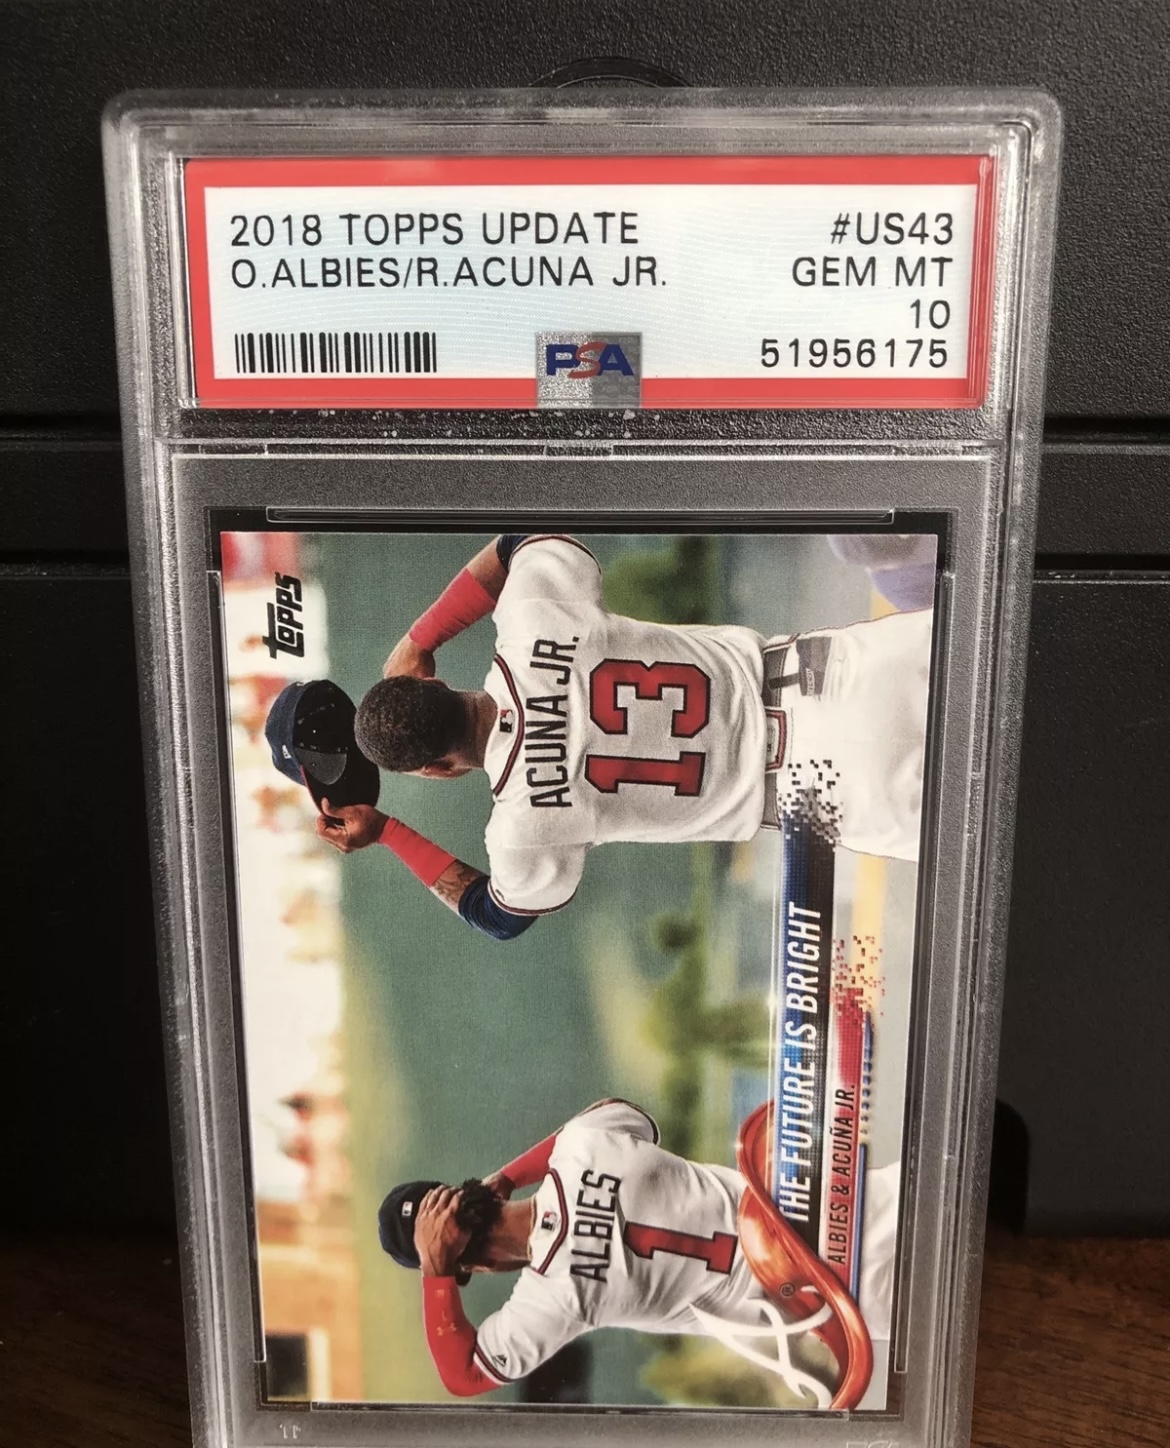 2018 TOPPS UPDATE #US43
O.ALBIES/R.ACUNA JR. GEM MT
10
PSA 51956175
topps
ACUNA JR.
13
ALBIES
1
THE FUTURE IS BRIGHT
ALBIES & ACUÑA JR.
A ®